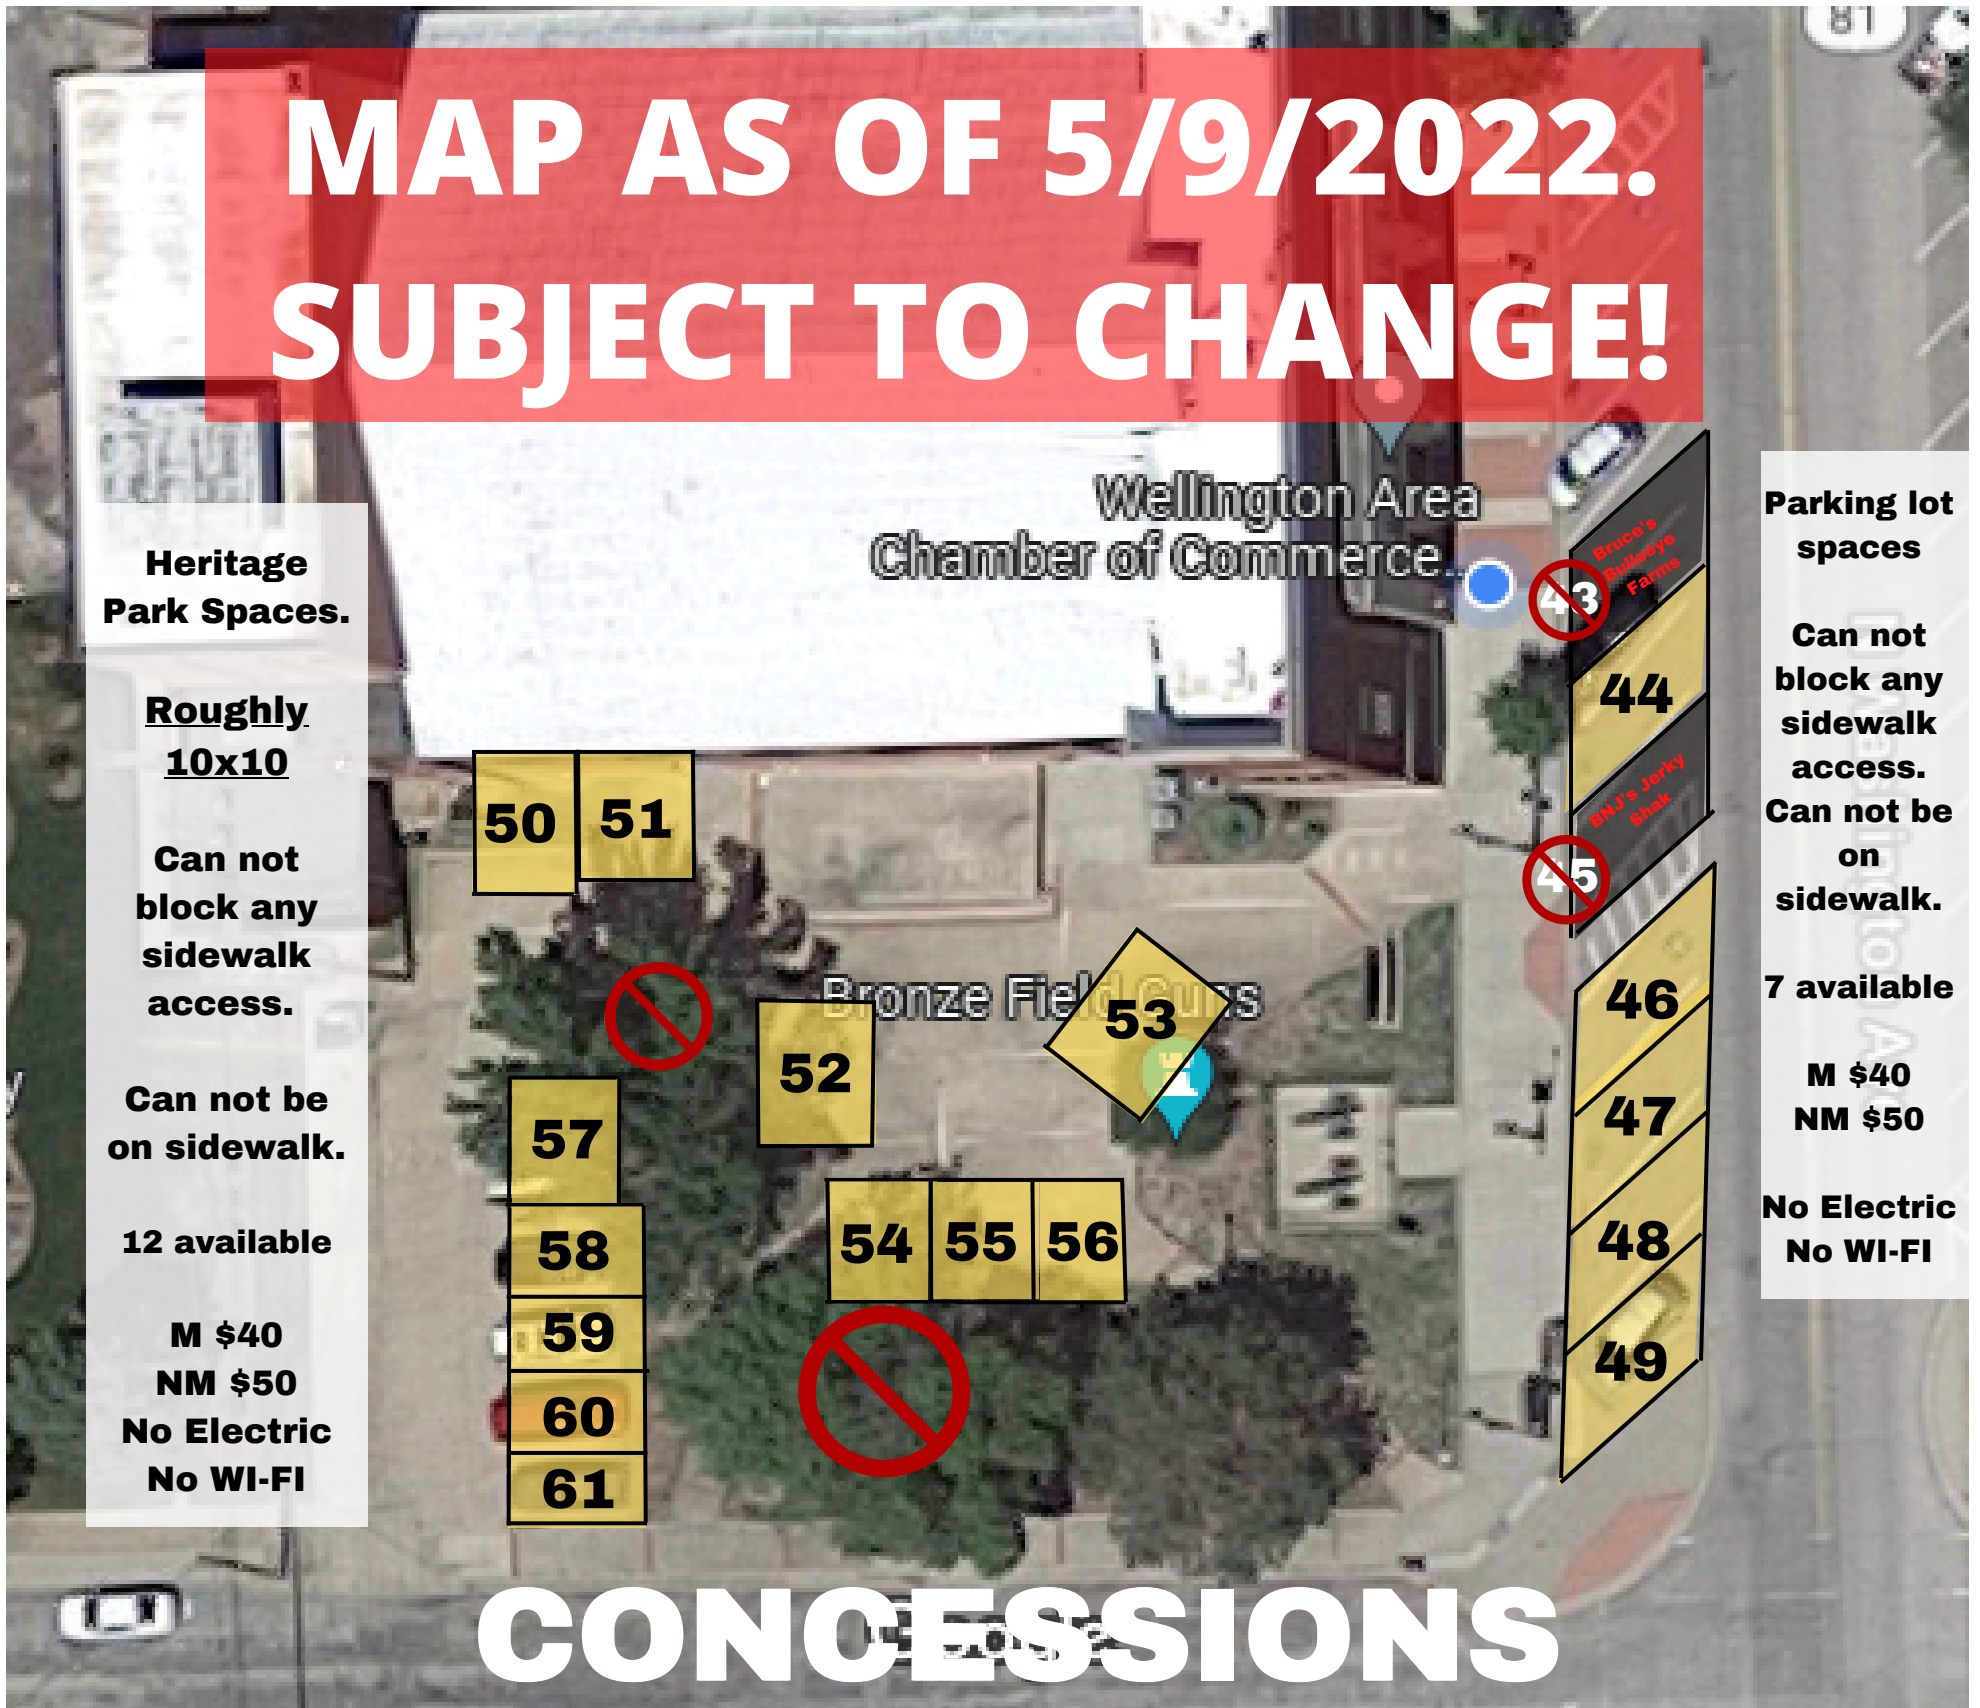 81
MAP AS OF 5/9/2022.
SUBJECT TO CHANGE!
Wellington Area
Chamber of Commerce...
Heritage
Park Spaces.
Roughly
10x10
Can not
block any
sidewalk
access.
Can not be
on sidewalk.
12 available
M $40
NM $50
No Electric
No WI-FI
Bruce's
Bullseye
Farms
43
44
BNJ's Jerky
Shak
45
46
47
48
49
Parking lot
spaces
Can not
block any
sidewalk
access.
Can not be
on
sidewalk.
7 available
M $40
NM $50
No Electric
No WI-FI
50
51
Bronze Field Guns
52
53
54
55
56
57
58
59
60
61
CONCESSIONS